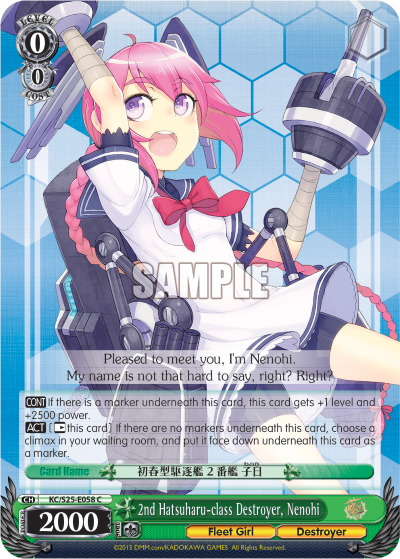 LEVEL
0
0
COST
SAMPLE
Pleased to meet you, I'm Nenohi.
My name is not that hard to say, right? Right?
CONT If there is a marker underneath this card, this card gets +1 level and
+2500 power.
ACT [this card] If there are no markers underneath this card, choose a
climax in your waiting room, and put it face down underneath this card as
a marker.
Card Name
初春型駆逐艦2番艦 子日
CH KC/S25-E058 C
2nd Hatsuharu-class Destroyer, Nenohi
POWER
2000
Fleet Girl
Destroyer
©2015 DMM.com/KADOKAWA GAMES All Rights Reserved.